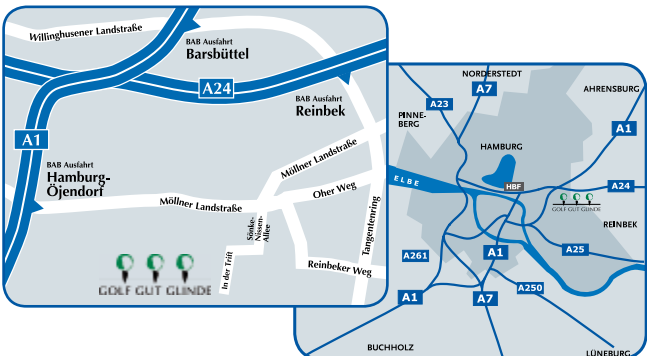 Willinghusener Landstraße
BAB Ausfahrt
Barsbüttel
A24
BAB Ausfahrt
Reinbek
A1
BAB Ausfahrt
Hamburg-
Öjendorf
Möllner Landstraße
Möllner Landstraße
Oher Weg
Sönke-
Nissen-
Allee
In der Trift
Reinbeker Weg
Tangentenring
GOLF GUT GLINDE
NORDERSTEDT
A7
A23
AHRENSBURG
PINNE-
BERG
A1
HAMBURG
ELBE
HBF
A24
GOLF GUT GLINDE
REINBEK
A261
A1
A25
A1
A7
A250
BUCHHOLZ
LÜNEBURG